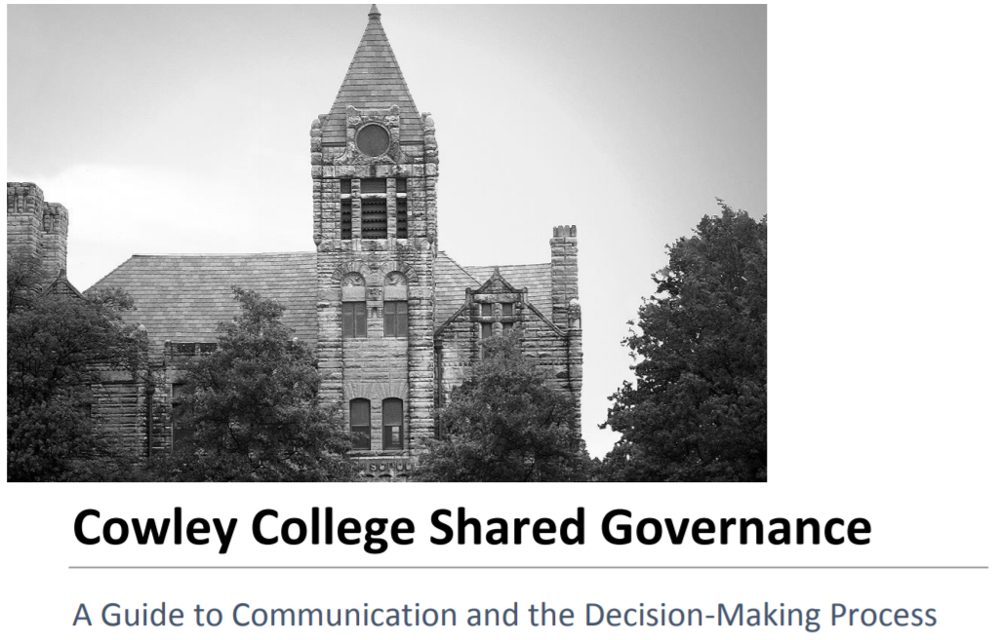 Cowley College Shared Governance
A Guide to Communication and the Decision-Making Process